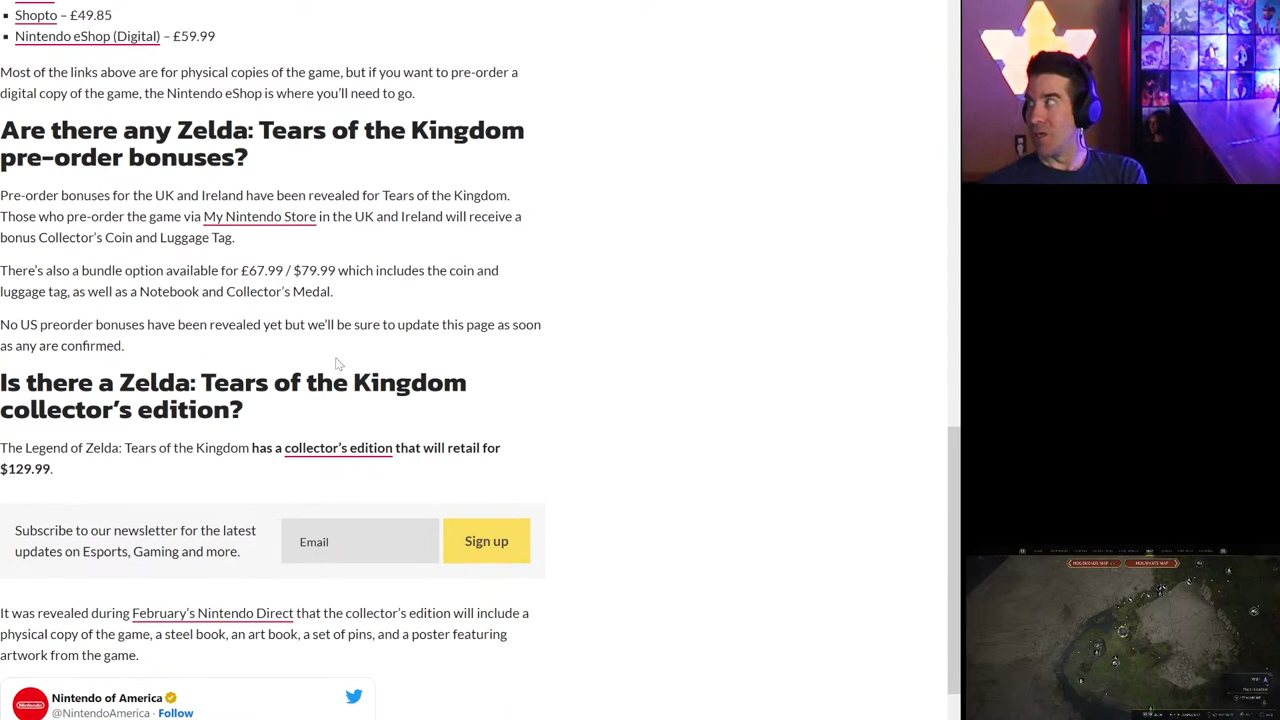 Shopto – £49.85
Nintendo eShop (Digital) – £59.99
Most of the links above are for physical copies of the game, but if you want to pre-order a
digital copy of the game, the Nintendo eShop is where you'll need to go.
Are there any Zelda: Tears of the Kingdom
pre-order bonuses?
Pre-order bonuses for the UK and Ireland have been revealed for Tears of the Kingdom.
Those who pre-order the game via My Nintendo Store in the UK and Ireland will receive a
bonus Collector's Coin and Luggage Tag.
There's also a bundle option available for £67.99 / $79.99 which includes the coin and
luggage tag, as well as a Notebook and Collector's Medal.
No US preorder bonuses have been revealed yet but we'll be sure to update this page as soon
as any are confirmed.
Is there a Zelda: Tears of the Kingdom
collector's edition?
The Legend of Zelda: Tears of the Kingdom has a collector's edition that will retail for
$129.99.
Subscribe to our newsletter for the latest
updates on Esports, Gaming and more.
Email
Sign up
It was revealed during February's Nintendo Direct that the collector's edition will include a
physical copy of the game, a steel book, an art book, a set of pins, and a poster featuring
artwork from the game.
Nintendo of America
@NintendoAmerica · Follow
Nintendo
HOGSMEADE MAP
HOGWARTS MAP